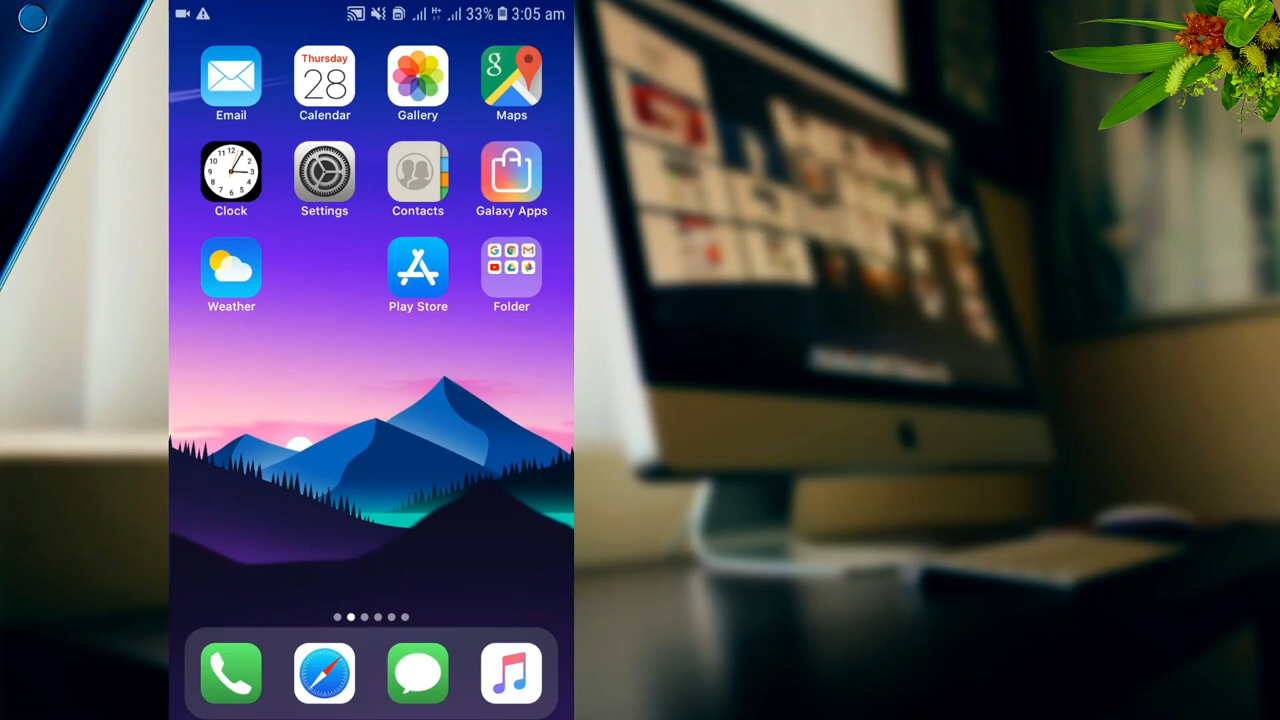 33% 3:05 am
Thursday
28
Email Calendar Gallery Maps
Clock Settings Contacts Galaxy Apps
Weather Play Store Folder